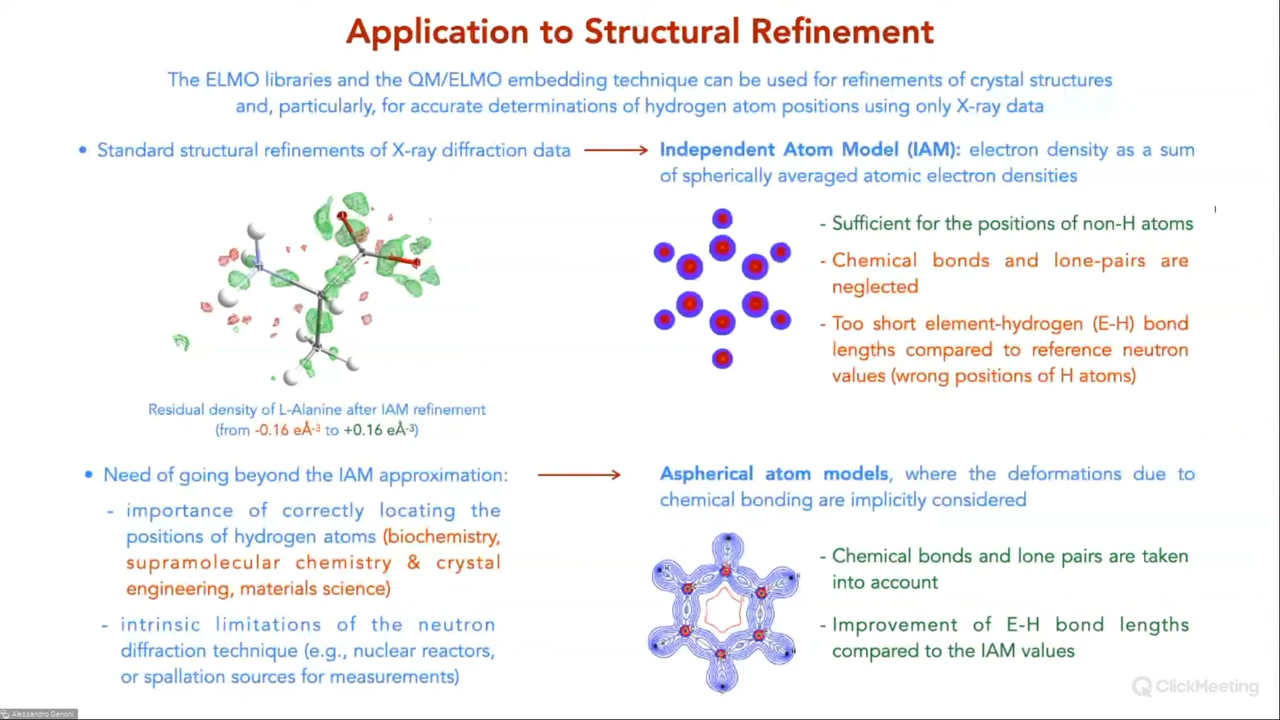 Application to Structural Refinement
The ELMO libraries and the QM/ELMO embedding technique can be used for refinements of crystal structures
and, particularly, for accurate determinations of hydrogen atom positions using only X-ray data
• Standard structural refinements of X-ray diffraction data
Independent Atom Model (IAM): electron density as a sum
of spherically averaged atomic electron densities
- Sufficient for the positions of non-H atoms
- Chemical bonds and lone-pairs are
neglected
- Too short element-hydrogen (E-H) bond
lengths compared to reference neutron
values (wrong positions of H atoms)
Residual density of L-Alanine after IAM refinement
(from -0.16 eÅ⁻³ to +0.16 eÅ⁻³)
• Need of going beyond the IAM approximation:
- importance of correctly locating the
positions of hydrogen atoms (biochemistry,
supramolecular chemistry & crystal
engineering, materials science)
- intrinsic limitations of the neutron
diffraction technique (e.g., nuclear reactors,
or spallation sources for measurements)
Aspherical atom models, where the deformations due to
chemical bonding are implicitly considered
- Chemical bonds and lone pairs are taken
into account
- Improvement of E-H bond lengths
compared to the IAM values
ClickMeeting
Alessandro Genoni